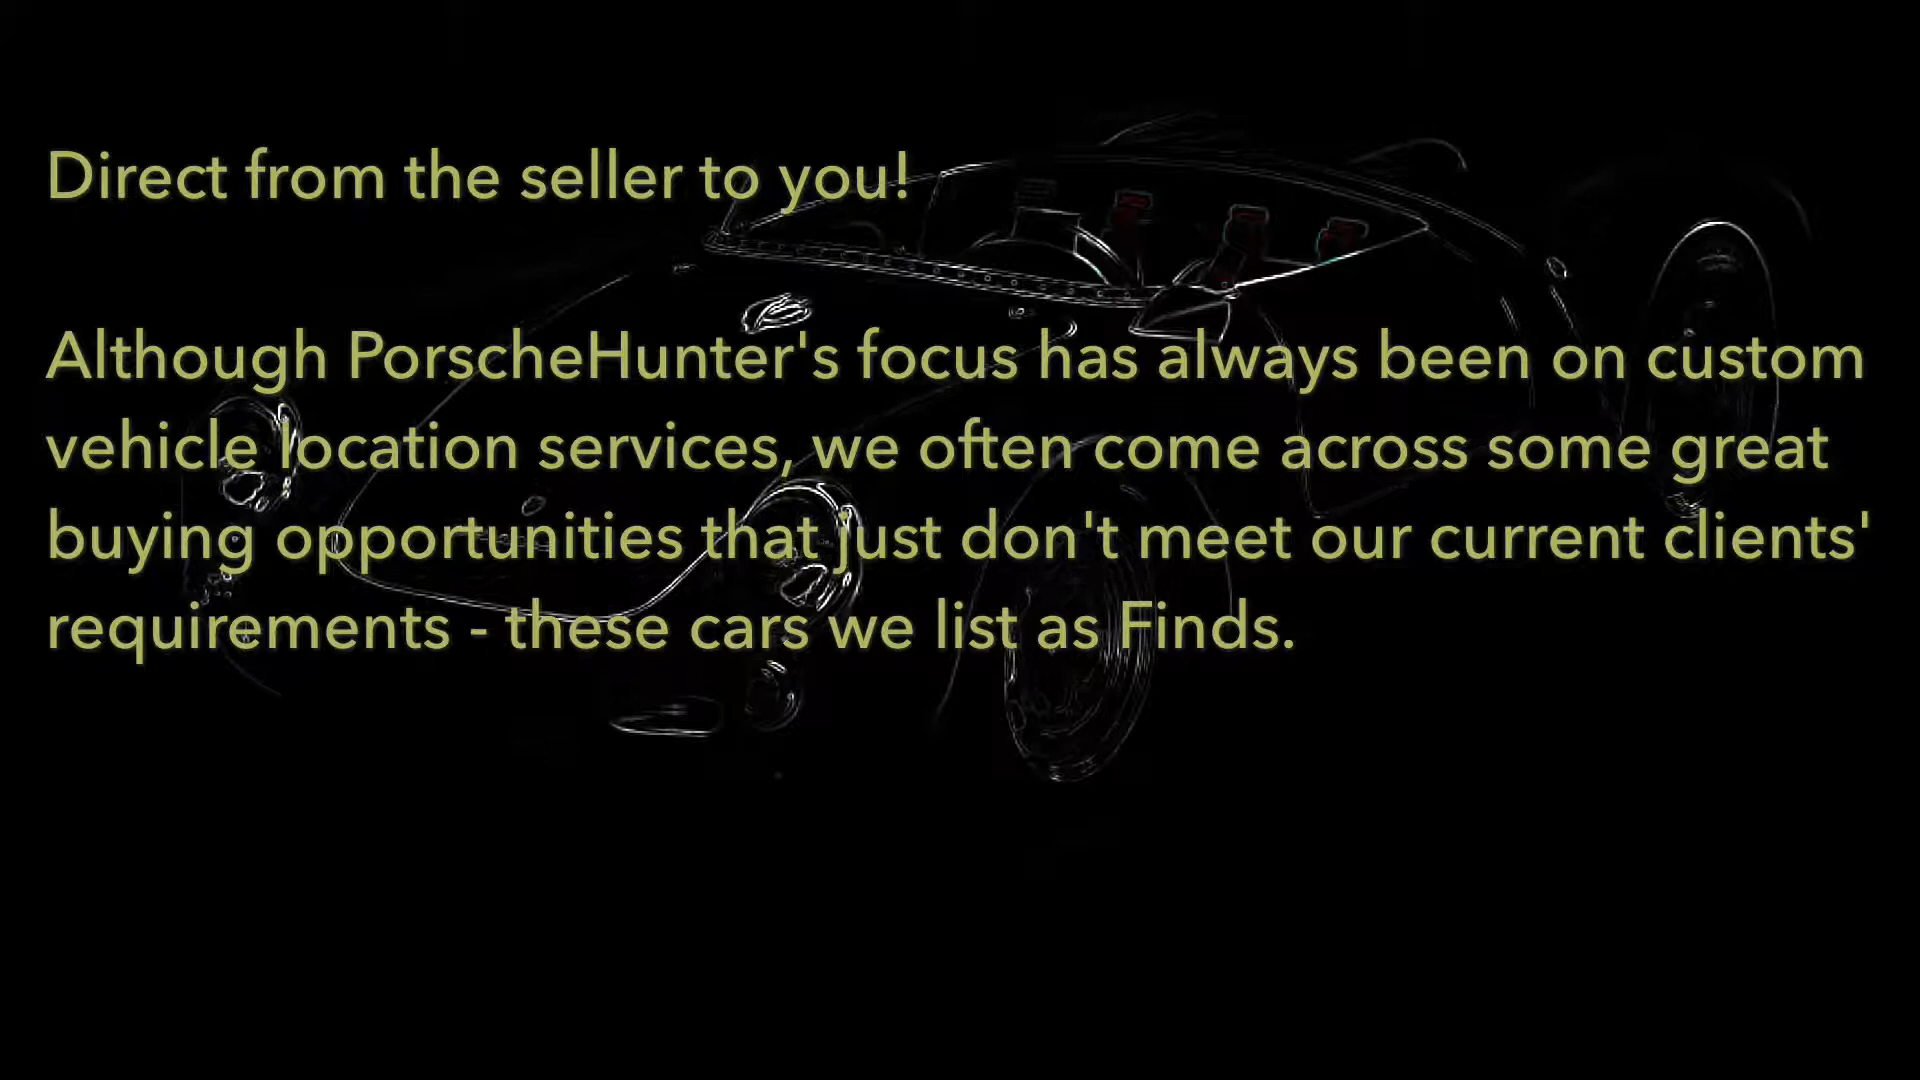 Direct from the seller to you!
Although PorscheHunter's focus has always been on custom
vehicle location services, we often come across some great
buying opportunities that just don't meet our current clients'
requirements - these cars we list as Finds.